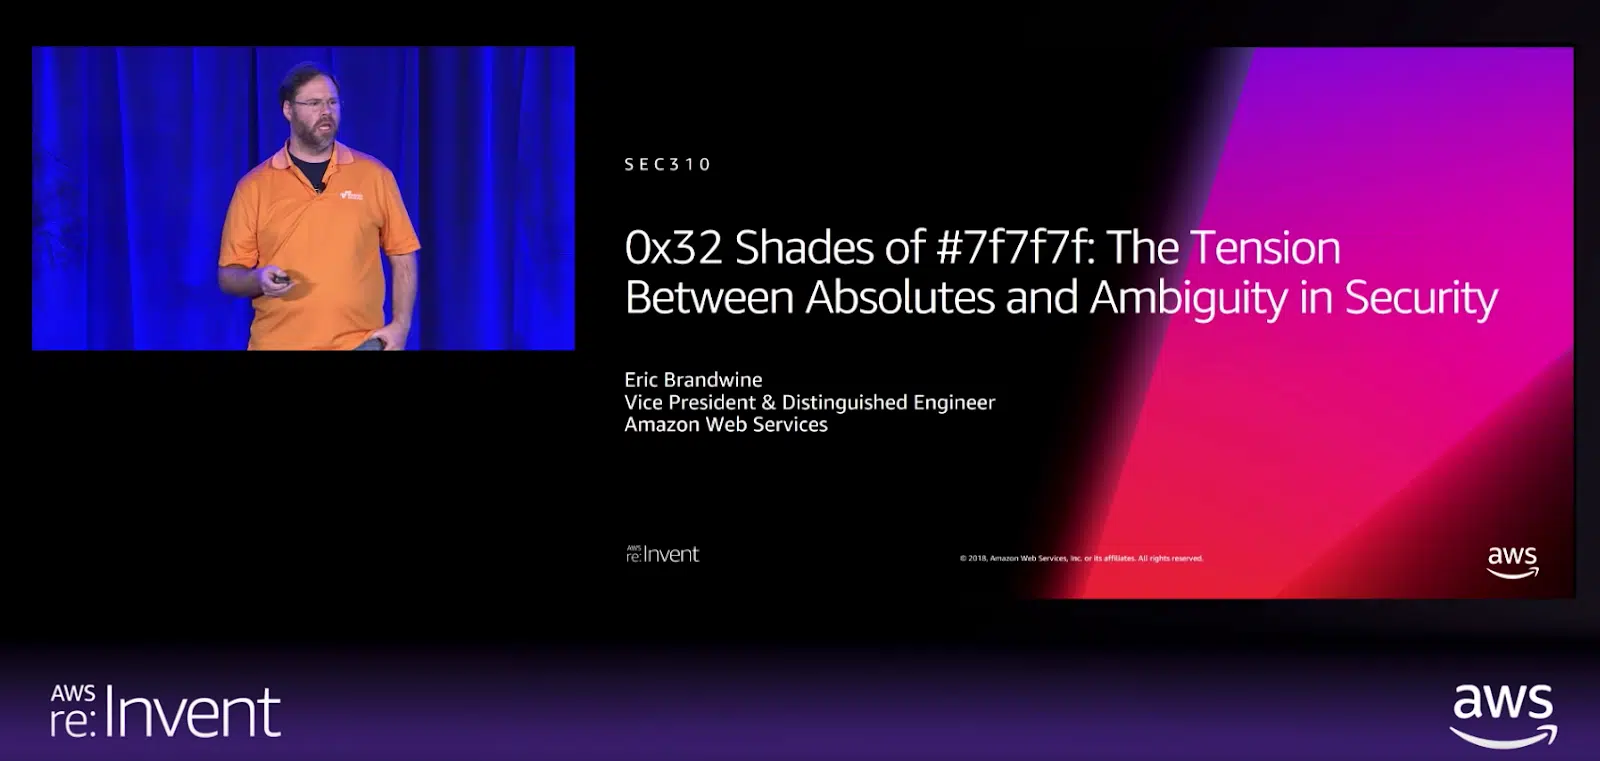 SEC310
0x32 Shades of #7f7f7f: The Tension
Between Absolutes and Ambiguity in Security
Eric Brandwine
Vice President & Distinguished Engineer
Amazon Web Services
AWS
re:Invent
© 2018, Amazon Web Services, Inc. or its affiliates. All rights reserved.
aws
AWS
re:Invent
aws